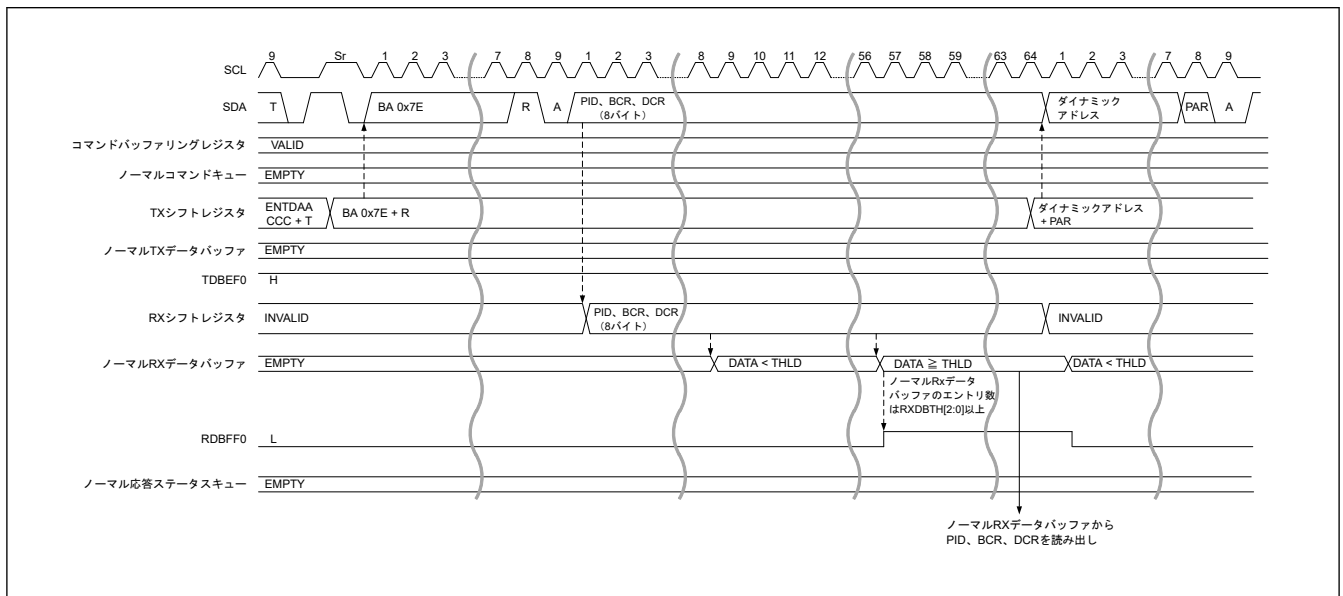 9 Sr 1 2 3 7 8 9 1 2 3 8 9 10 11 12 56 57 58 59 63 64 1 2 3 7 8 9
SCL
SDA T BA 0x7E R A PID、BCR、DCR
(8バイト) ダイナミック
アドレス PAR A
コマンドバッファリングレジスタ VALID
ノーマルコマンドキュー EMPTY
TXシフトレジスタ ENTDAA
CCC + T BA 0x7E + R ダイナミックアドレス
+ PAR
ノーマルTXデータバッファ EMPTY
TDBEF0 H
RXシフトレジスタ INVALID PID、BCR、DCR
(8バイト) INVALID
ノーマルRXデータバッファ EMPTY DATA < THLD DATA ≧ THLD DATA < THLD
ノーマルRxデータ
バッファのエントリ数
はRXDBTH[2:0]以上
RDBFF0 L
ノーマル応答ステータスキュー EMPTY
ノーマルRXデータバッファから
PID、BCR、DCRを読み出し